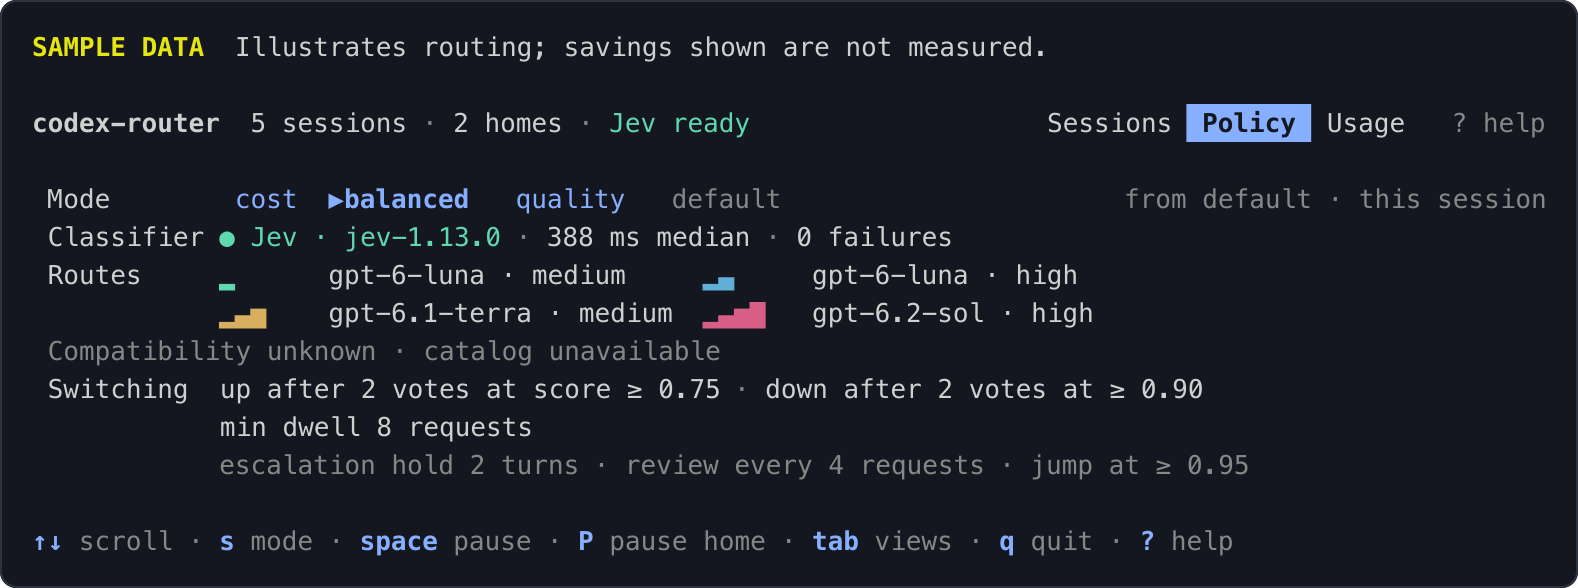 SAMPLE DATA  Illustrates routing; savings shown are not measured.
codex-router  5 sessions · 2 homes · Jev ready  Sessions  Policy  Usage  ? help
Mode  cost  ▶balanced  quality  default  from default · this session
Classifier ● Jev · jev-1.13.0 · 388 ms median · 0 failures
Routes  gpt-6-luna · medium  gpt-6-luna · high
gpt-6.1-terra · medium  gpt-6.2-sol · high
Compatibility unknown · catalog unavailable
Switching  up after 2 votes at score ≥ 0.75 · down after 2 votes at ≥ 0.90
min dwell 8 requests
escalation hold 2 turns · review every 4 requests · jump at ≥ 0.95
↑↓ scroll · s mode · space pause · P pause home · tab views · q quit · ? help